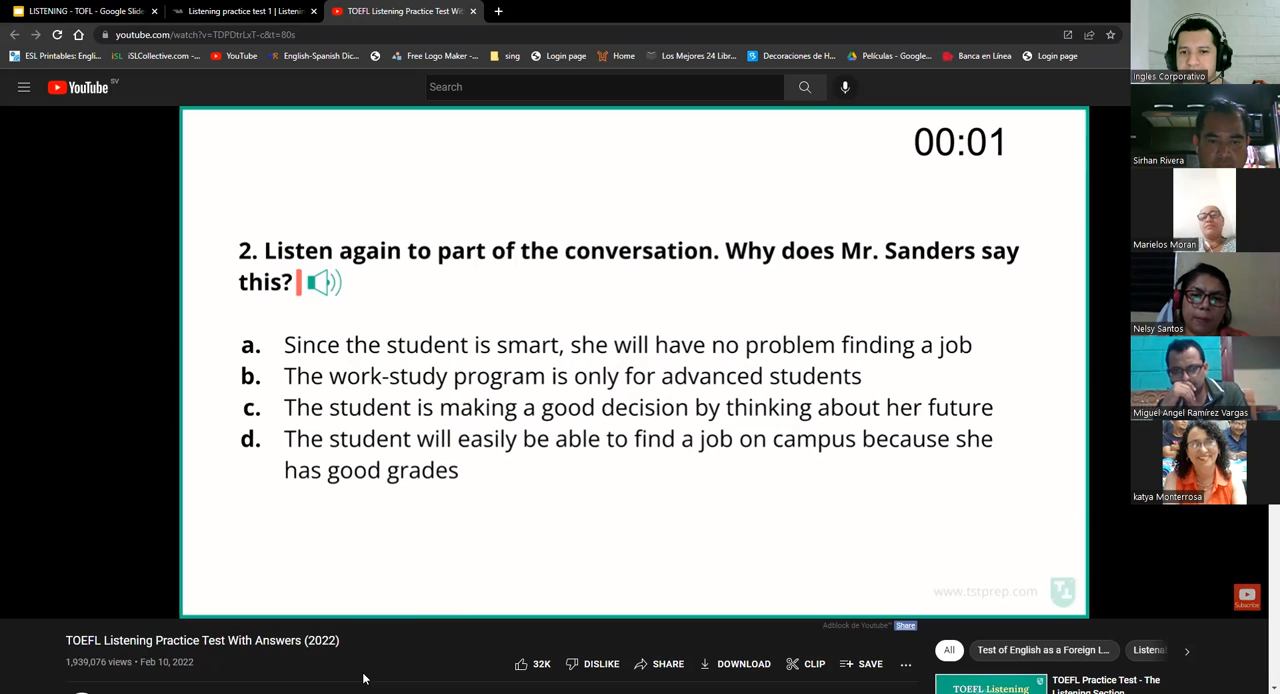 LISTENING - TOFL - Google Slide
Listening practice test 1 | Listenin
TOEFL Listening Practice Test Wi
youtube.com/watch?v=TDPDtrLxT-c&t=80s
ESL Printables: Engli...
iSLCollective.com -...
YouTube
English-Spanish Dic...
Free Logo Maker -...
sing
Login page
Home
Los Mejores 24 Libr...
Decoraciones de H...
Películas - Google...
Banca en Línea
Login page
YouTube SV
Search
00:01
2. Listen again to part of the conversation. Why does Mr. Sanders say
this?
a. Since the student is smart, she will have no problem finding a job
b. The work-study program is only for advanced students
c. The student is making a good decision by thinking about her future
d. The student will easily be able to find a job on campus because she
has good grades
www.tstprep.com
Adblock de Youtube™ Share
TOEFL Listening Practice Test With Answers (2022)
1,939,076 views • Feb 10, 2022
32K
DISLIKE
SHARE
DOWNLOAD
CLIP
SAVE
All
Test of English as a Foreign L...
Listeni
TOEFL Listening
TOEFL Practice Test - The
Listening Section
Subscribe
Ingles Corporativo
Sirhan Rivera
Marielos Moran
Nelsy Santos
Miguel Angel Ramírez Vargas
katya Monterrosa